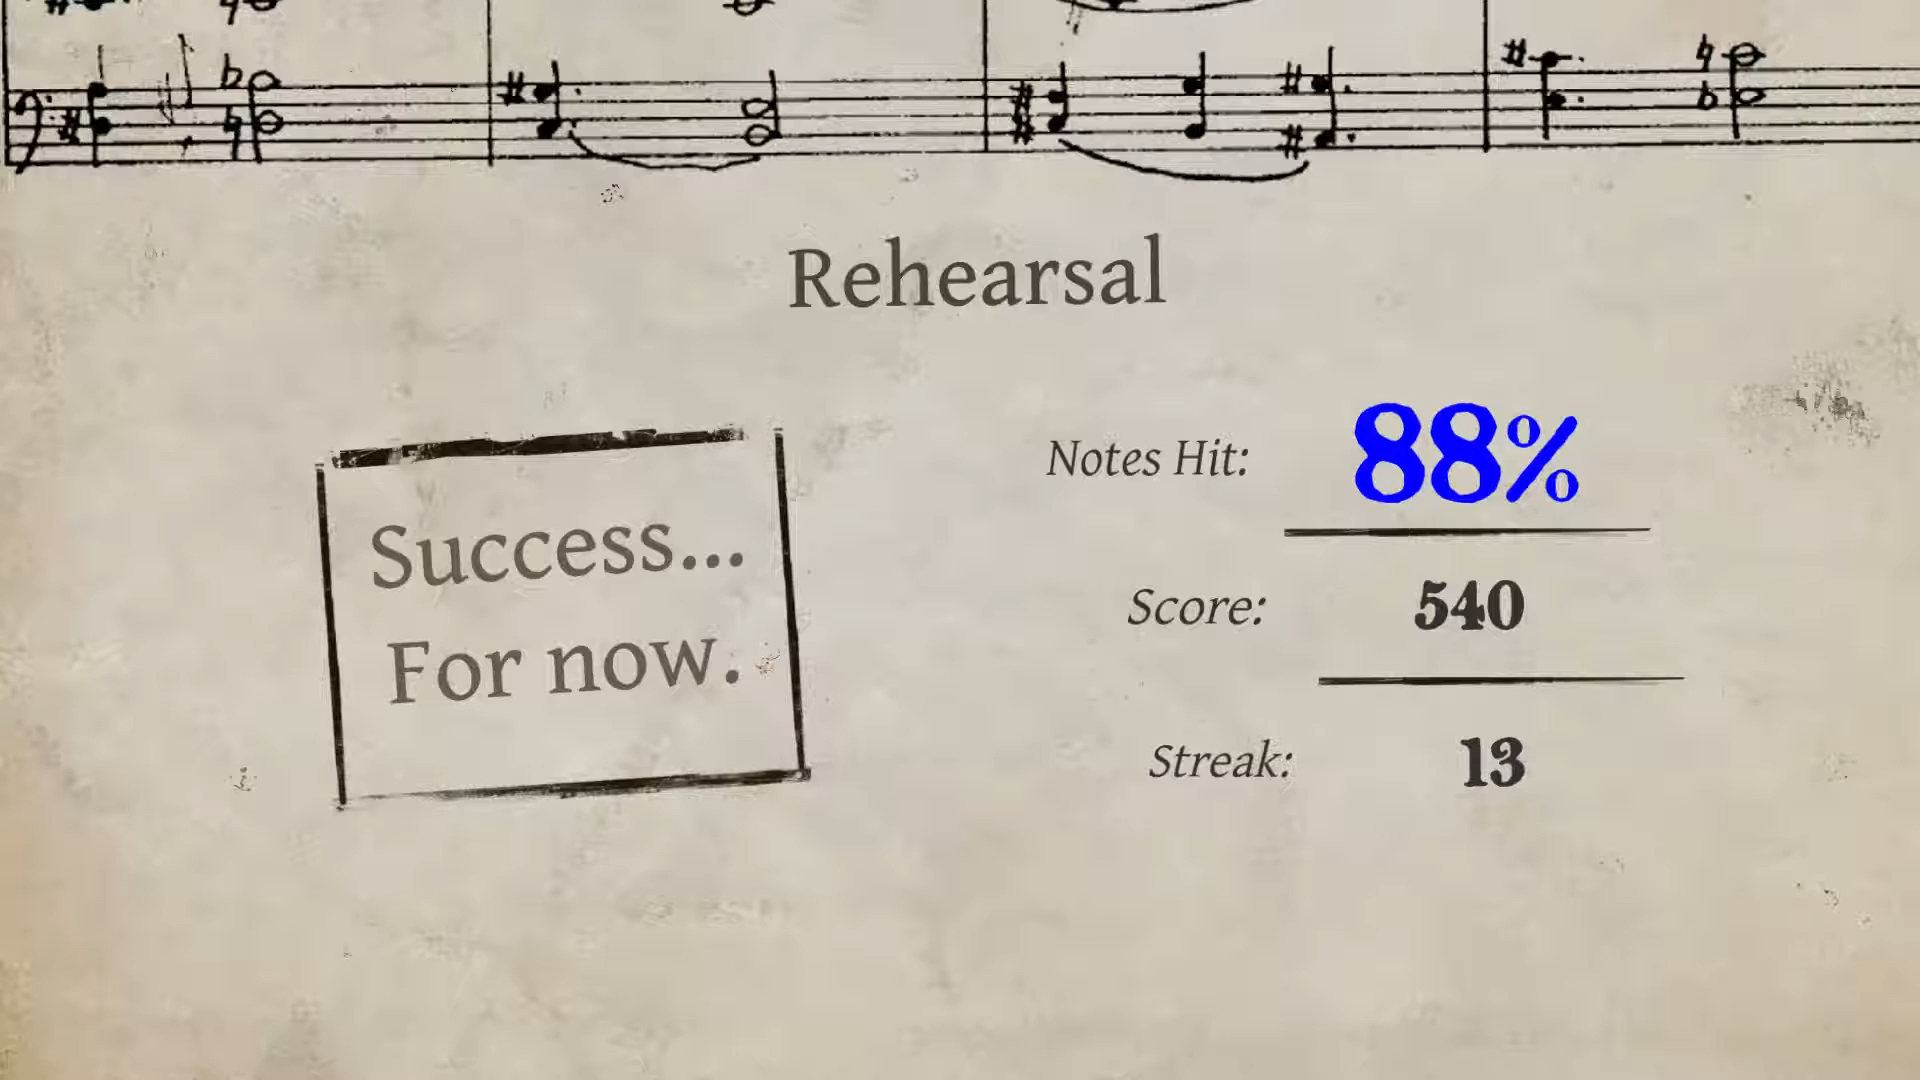 Rehearsal
Success...
For now.
Notes Hit: 88%
Score: 540
Streak: 13